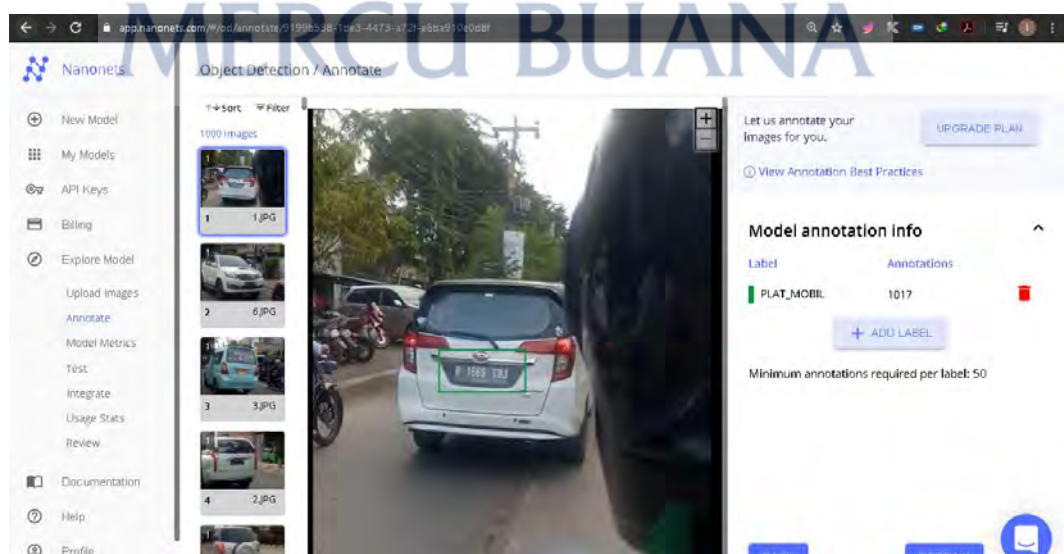 MERCU BUANA
Nanonets
Object Detection / Annotate
New Model
My Models
API Keys
Billing
Explore Model
Upload Images
Annotate
Model Metrics
Test
Integrate
Usage Stats
Review
Documentation
Help
Profile
Sort Filter
1000 Images
1 1.JPG
2 6.JPG
3 3.JPG
4 2.JPG
Let us annotate your
images for you.
UPGRADE PLAN
View Annotation Best Practices
Model annotation info
Label Annotations
PLAT_MOBIL 1017
+ ADD LABEL
Minimum annotations required per label: 50